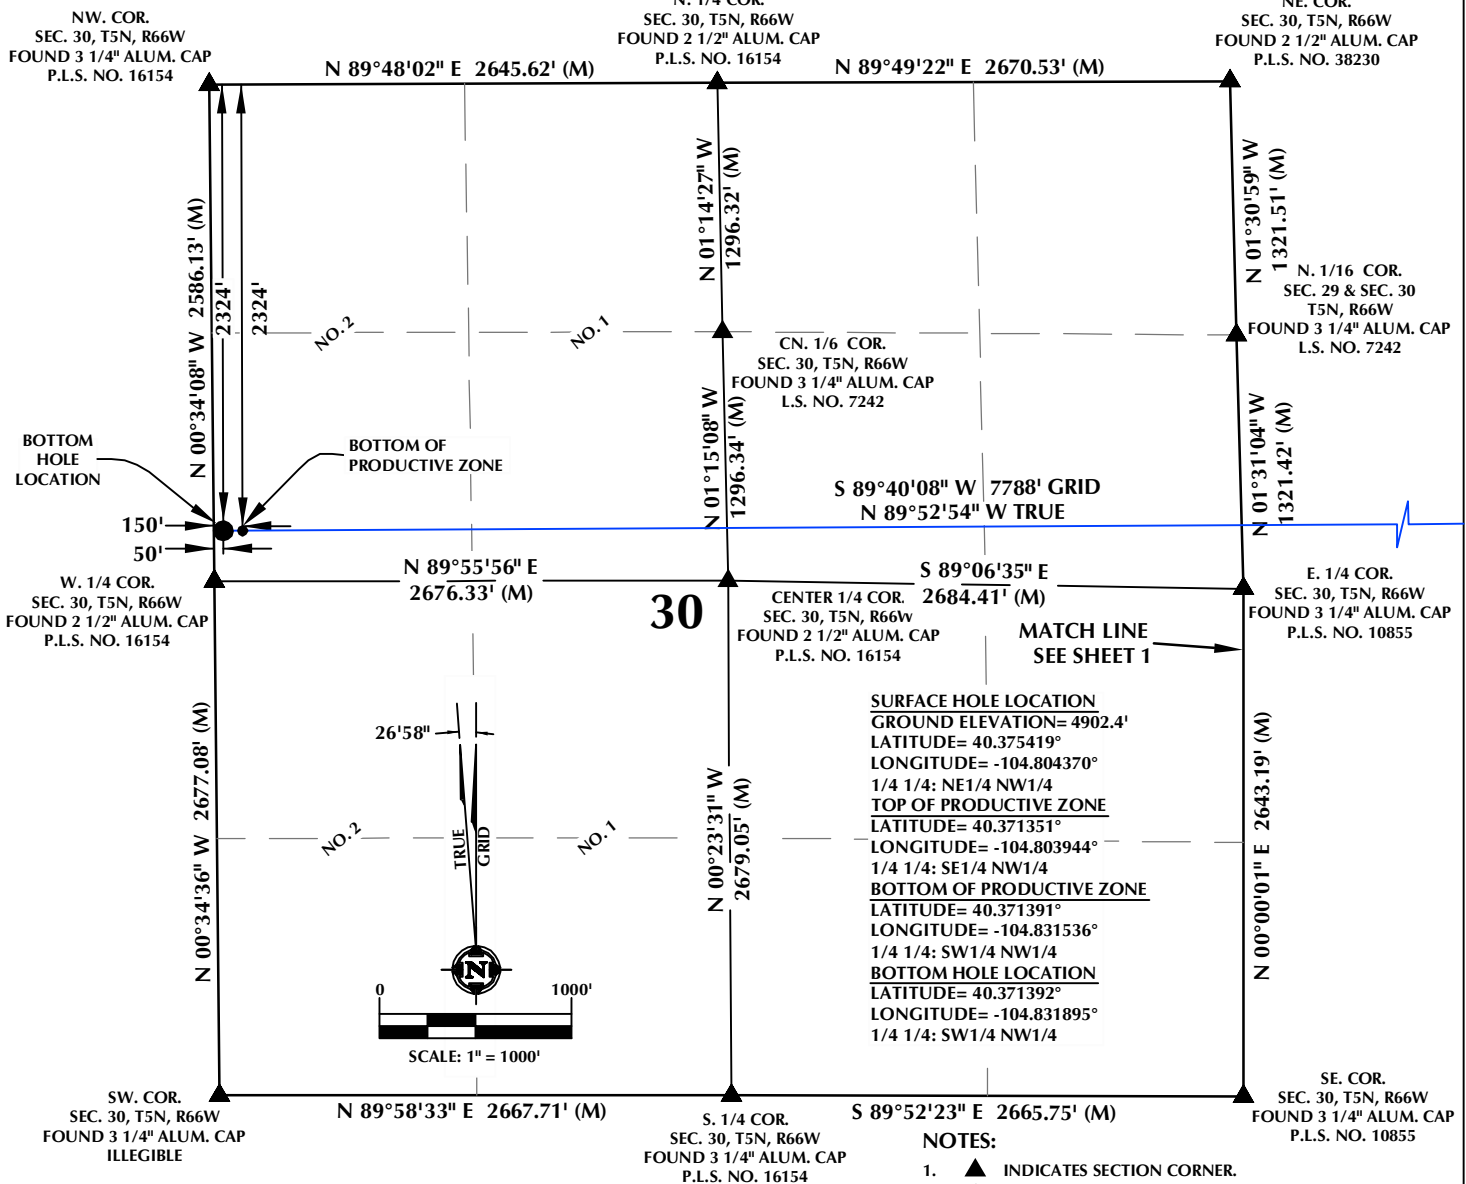 NW. COR.
SEC. 30, T5N, R66W
FOUND 3 1/4" ALUM. CAP
P.L.S. NO. 16154
N. 1/4 COR.
SEC. 30, T5N, R66W
FOUND 2 1/2" ALUM. CAP
P.L.S. NO. 16154
NE. COR.
SEC. 30, T5N, R66W
FOUND 2 1/2" ALUM. CAP
P.L.S. NO. 38230
N 89°48'02" E 2645.62' (M)
N 89°49'22" E 2670.53' (M)
N 00°34'08" W 2586.13' (M)
2324'
2324'
N 01°14'27" W
1296.32' (M)
N 01°30'59" W
1321.51' (M)
N. 1/16 COR.
SEC. 29 & SEC. 30
T5N, R66W
FOUND 3 1/4" ALUM. CAP
L.S. NO. 7242
NO.2
NO.1
CN. 1/6 COR.
SEC. 30, T5N, R66W
FOUND 3 1/4" ALUM. CAP
L.S. NO. 7242
BOTTOM
HOLE
LOCATION
BOTTOM OF
PRODUCTIVE ZONE
N 01°15'08" W
1296.34' (M)
N 01°31'04" W
1321.42' (M)
S 89°40'08" W 7788' GRID
N 89°52'54" W TRUE
150'
50'
W. 1/4 COR.
SEC. 30, T5N, R66W
FOUND 2 1/2" ALUM. CAP
P.L.S. NO. 16154
N 89°55'56" E
2676.33' (M)
S 89°06'35" E
2684.41' (M)
30
CENTER 1/4 COR.
SEC. 30, T5N, R66W
FOUND 2 1/2" ALUM. CAP
P.L.S. NO. 16154
E. 1/4 COR.
SEC. 30, T5N, R66W
FOUND 3 1/4" ALUM. CAP
P.L.S. NO. 10855
MATCH LINE
SEE SHEET 1
N 00°34'36" W 2677.08' (M)
26'58"
TRUE
GRID
N
NO.2
NO.1
N 00°23'31" W
2679.05' (M)
SURFACE HOLE LOCATION
GROUND ELEVATION= 4902.4'
LATITUDE= 40.375419°
LONGITUDE= -104.804370°
1/4 1/4: NE1/4 NW1/4
TOP OF PRODUCTIVE ZONE
LATITUDE= 40.371351°
LONGITUDE= -104.803944°
1/4 1/4: SE1/4 NW1/4
BOTTOM OF PRODUCTIVE ZONE
LATITUDE= 40.371391°
LONGITUDE= -104.831536°
1/4 1/4: SW1/4 NW1/4
BOTTOM HOLE LOCATION
LATITUDE= 40.371392°
LONGITUDE= -104.831895°
1/4 1/4: SW1/4 NW1/4
N 00°00'01" E 2643.19' (M)
0 1000'
SCALE: 1" = 1000'
SW. COR.
SEC. 30, T5N, R66W
FOUND 3 1/4" ALUM. CAP
ILLEGIBLE
N 89°58'33" E 2667.71' (M)
S. 1/4 COR.
SEC. 30, T5N, R66W
FOUND 3 1/4" ALUM. CAP
P.L.S. NO. 16154
S 89°52'23" E 2665.75' (M)
SE. COR.
SEC. 30, T5N, R66W
FOUND 3 1/4" ALUM. CAP
P.L.S. NO. 10855
NOTES:
1. ▲ INDICATES SECTION CORNER.